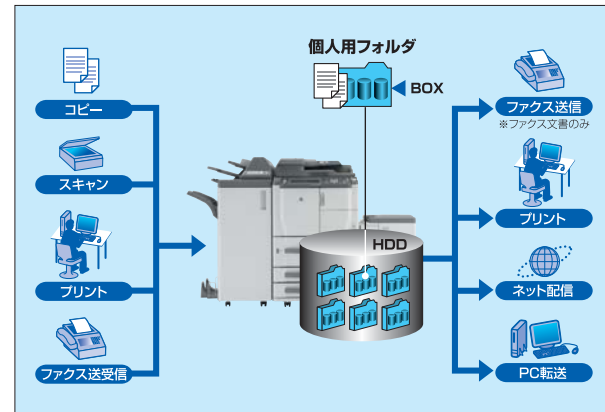 コピー
スキャン
プリント
ファクス送受信
個人用フォルダ
BOX
HDD
ファクス送信
※ファクス文書のみ
プリント
ネット配信
PC転送